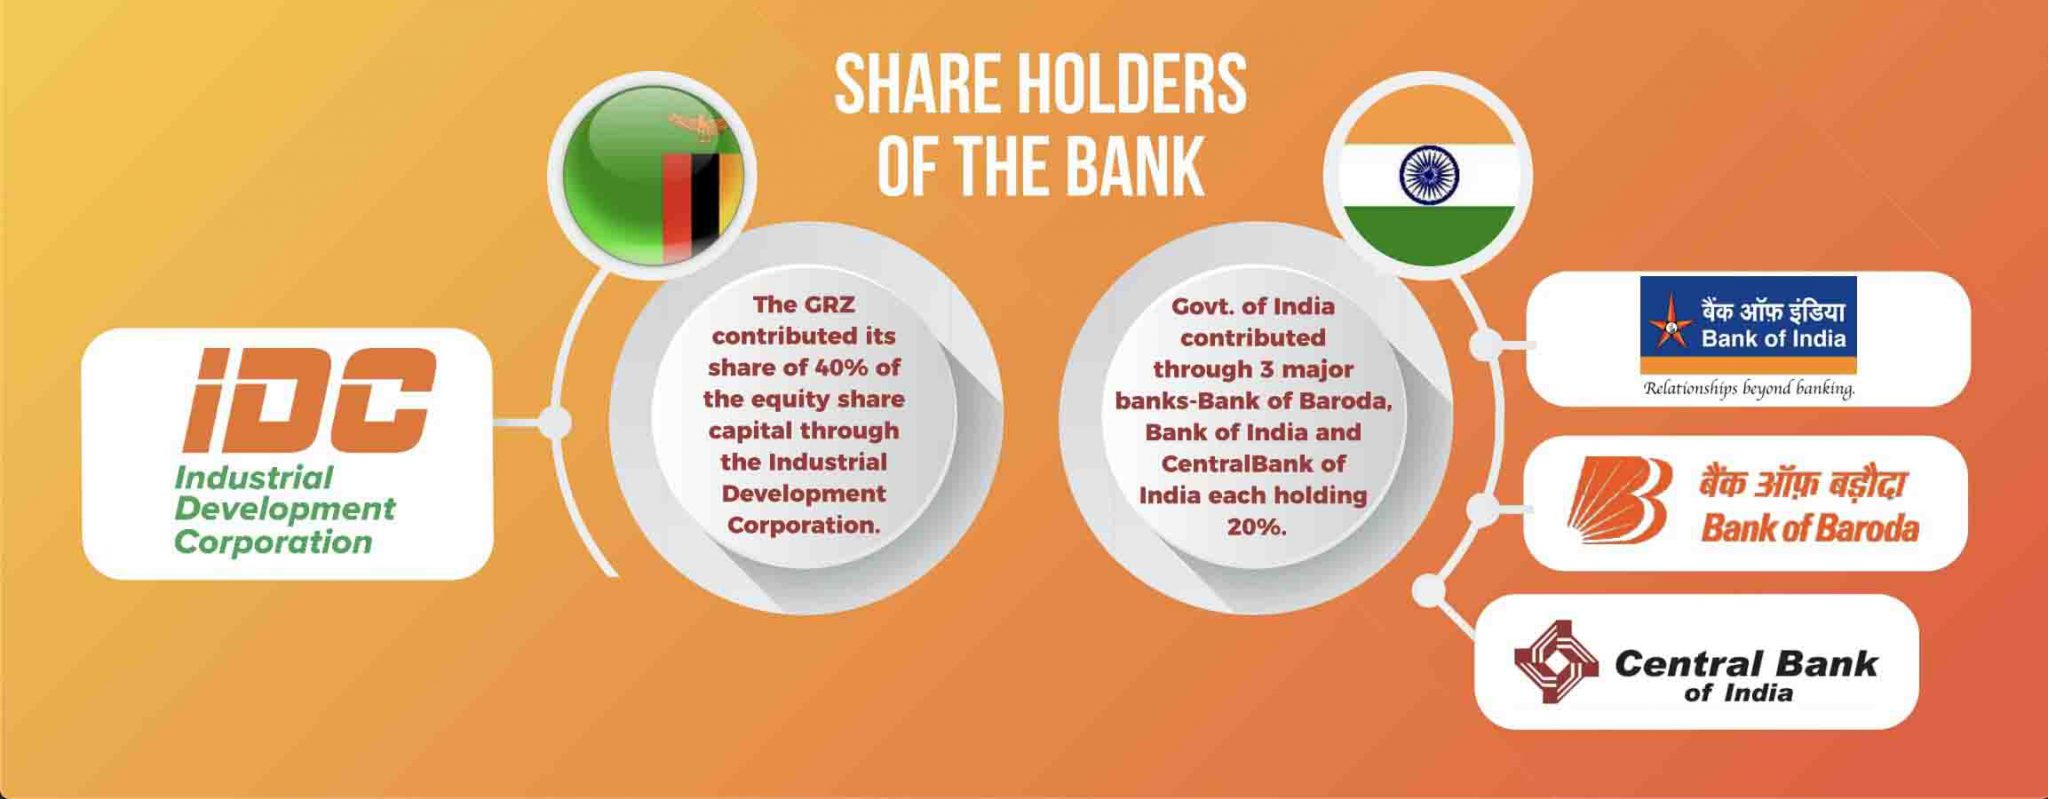 SHARE HOLDERS
OF THE BANK
iDC
Industrial
Development
Corporation
The GRZ
contributed its
share of 40% of
the equity share
capital through
the Industrial
Development
Corporation.
Govt. of India
contributed
through 3 major
banks-Bank of Baroda,
Bank of India and
CentralBank of
India each holding
20%.
बैंक ऑफ़ इंडिया
Bank of India
Relationships beyond banking.
बैंक ऑफ़ बड़ौदा
Bank of Baroda
Central Bank
of India